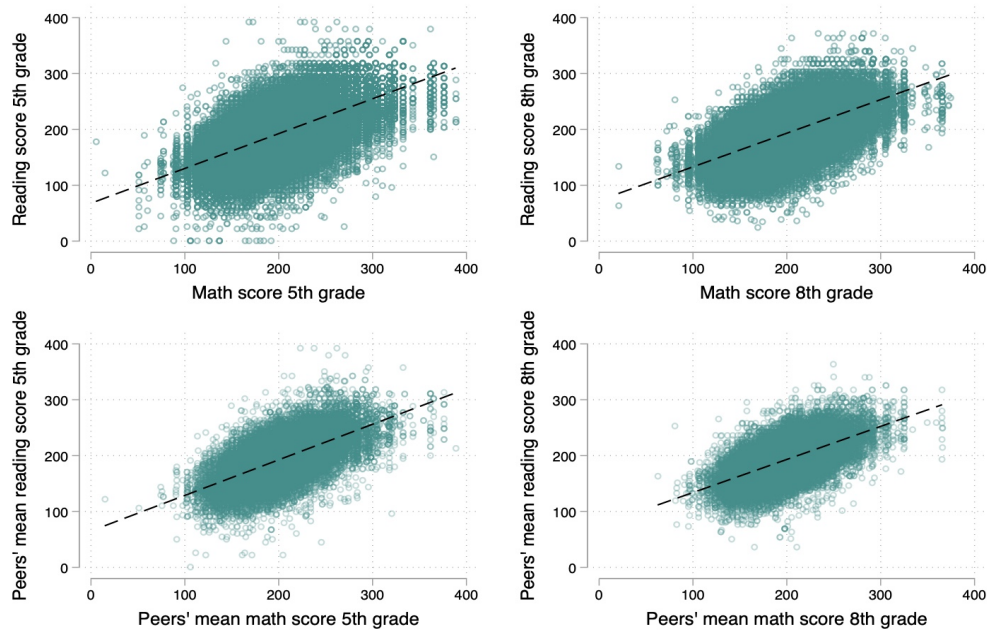 Reading score 5th grade
400
300
200
100
0
0 100 200 300 400
Math score 5th grade
Reading score 8th grade
400
300
200
100
0
0 100 200 300 400
Math score 8th grade
Peers' mean reading score 5th grade
400
300
200
100
0
0 100 200 300 400
Peers' mean math score 5th grade
Peers' mean reading score 8th grade
400
300
200
100
0
0 100 200 300 400
Peers' mean math score 8th grade